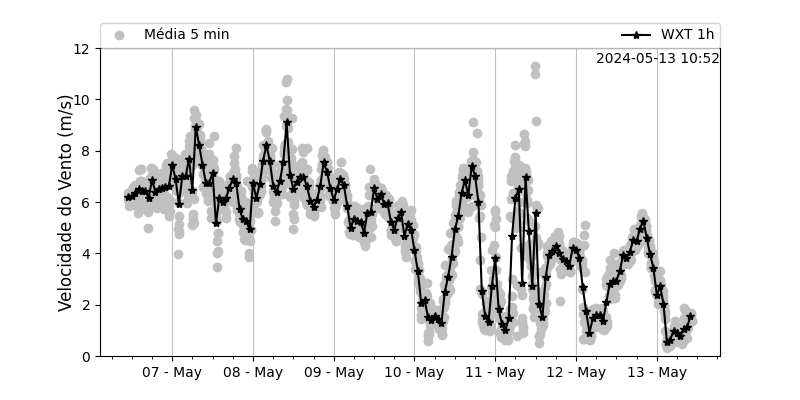 Média 5 min
WXT 1h
2024-05-13 10:52
Velocidade do Vento (m/s)
12
10
8
6
4
2
0
07 - May
08 - May
09 - May
10 - May
11 - May
12 - May
13 - May